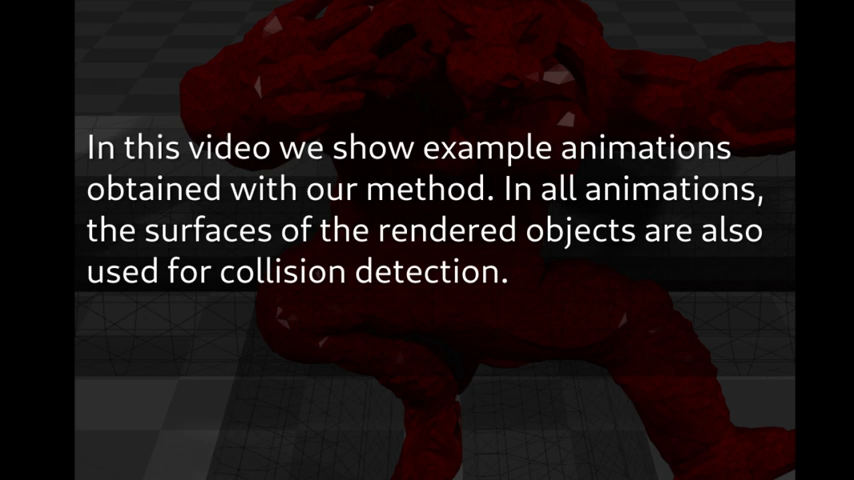 In this video we show example animations
obtained with our method. In all animations,
the surfaces of the rendered objects are also
used for collision detection.